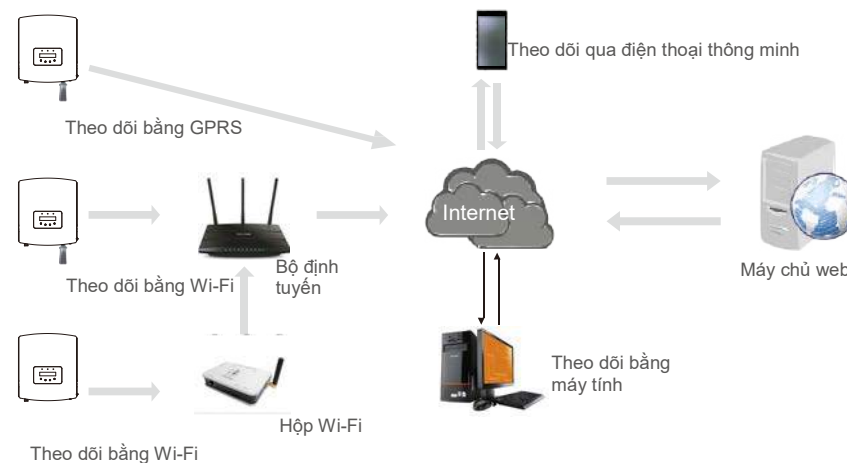 Theo dõi qua điện thoại thông minh
Theo dõi bằng GPRS
Internet
Máy chủ web
Bộ định
tuyến
Theo dõi bằng Wi-Fi
Theo dõi bằng
máy tính
Hộp Wi-Fi
Theo dõi bằng Wi-Fi